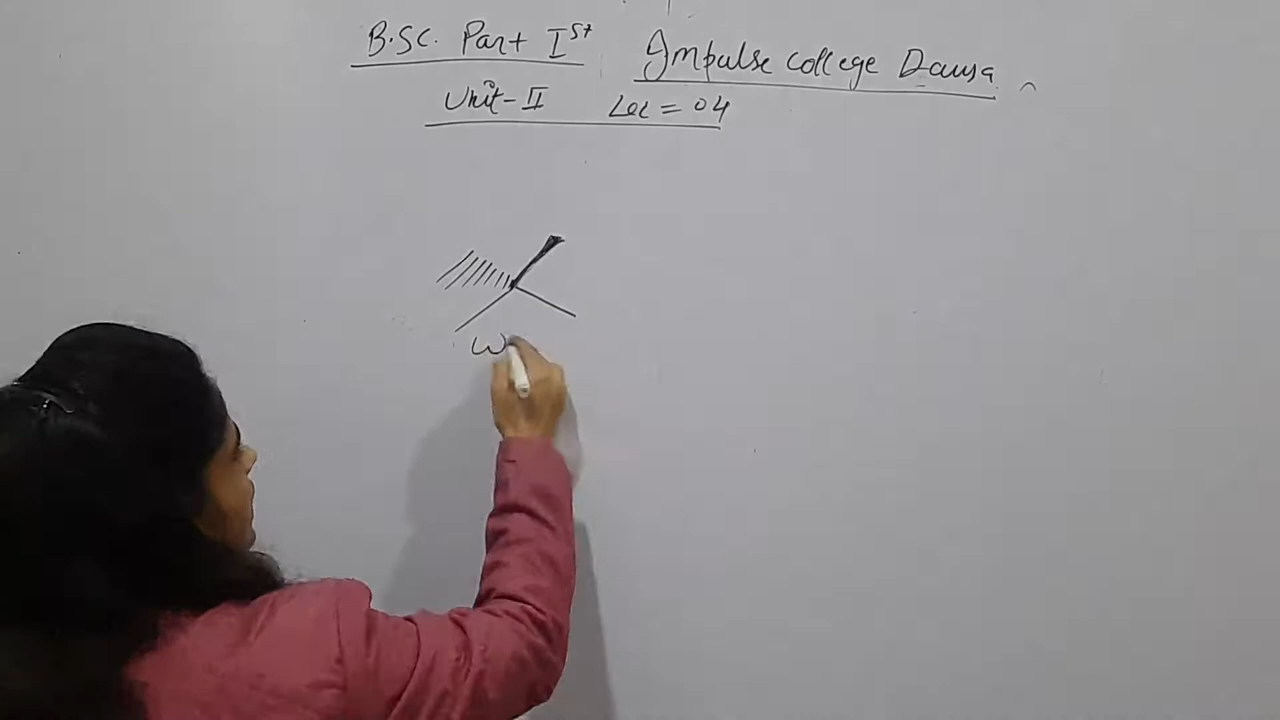 B.SC. Part Ist Impulse college Dausa
Unit-II Lec = 04
W